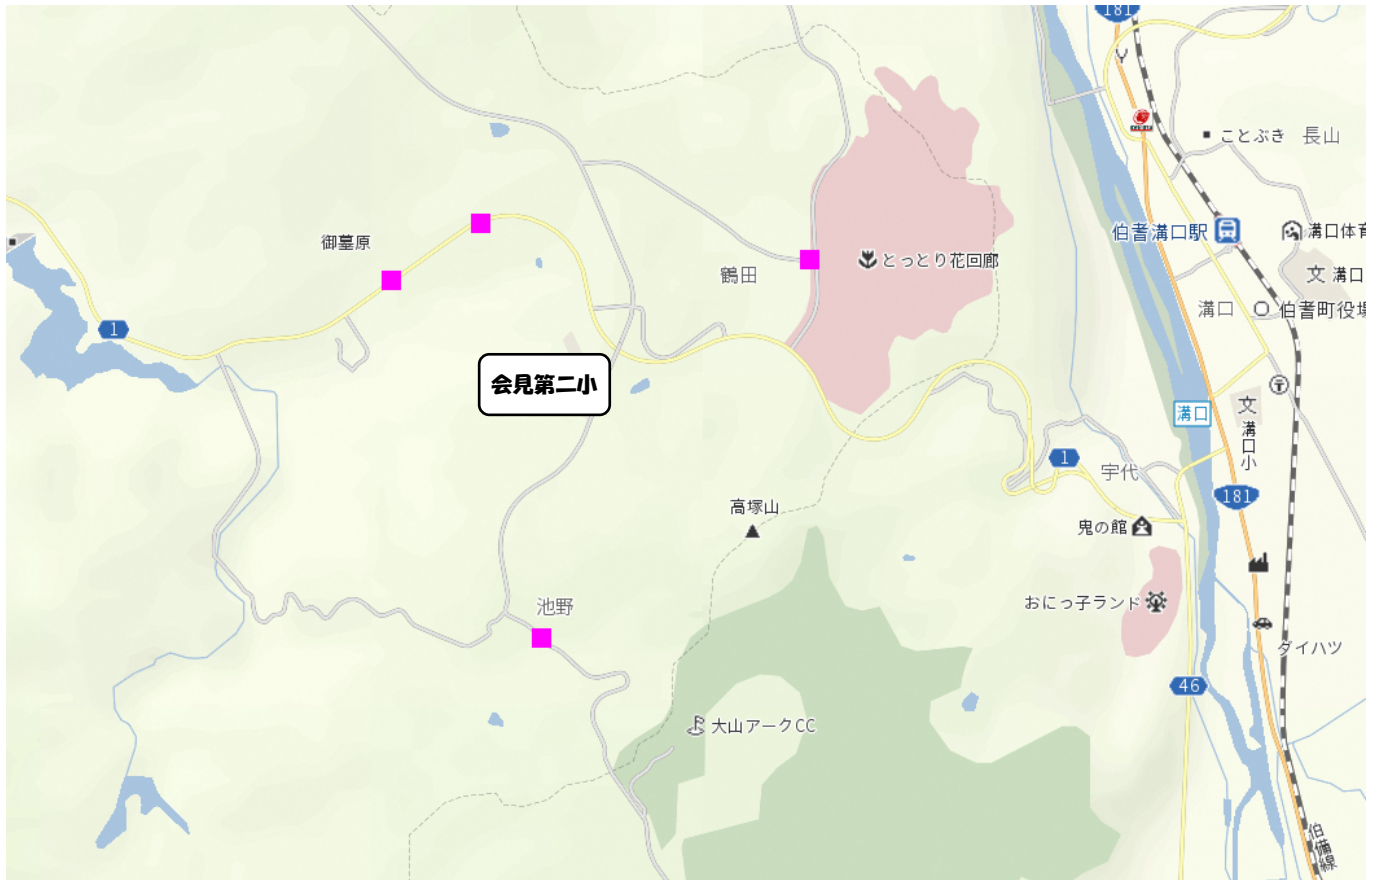 181
ことぶき
長山
御墓原
伯耆溝口駅
溝口体育
とっとり花回廊
鶴田
文 溝口
溝口
伯耆町役場
1
会見第二小
溝口
文
溝口小
1
宇代
181
高塚山
鬼の館
おにっ子ランド
池野
ダイハツ
46
大山アークCC
伯備線